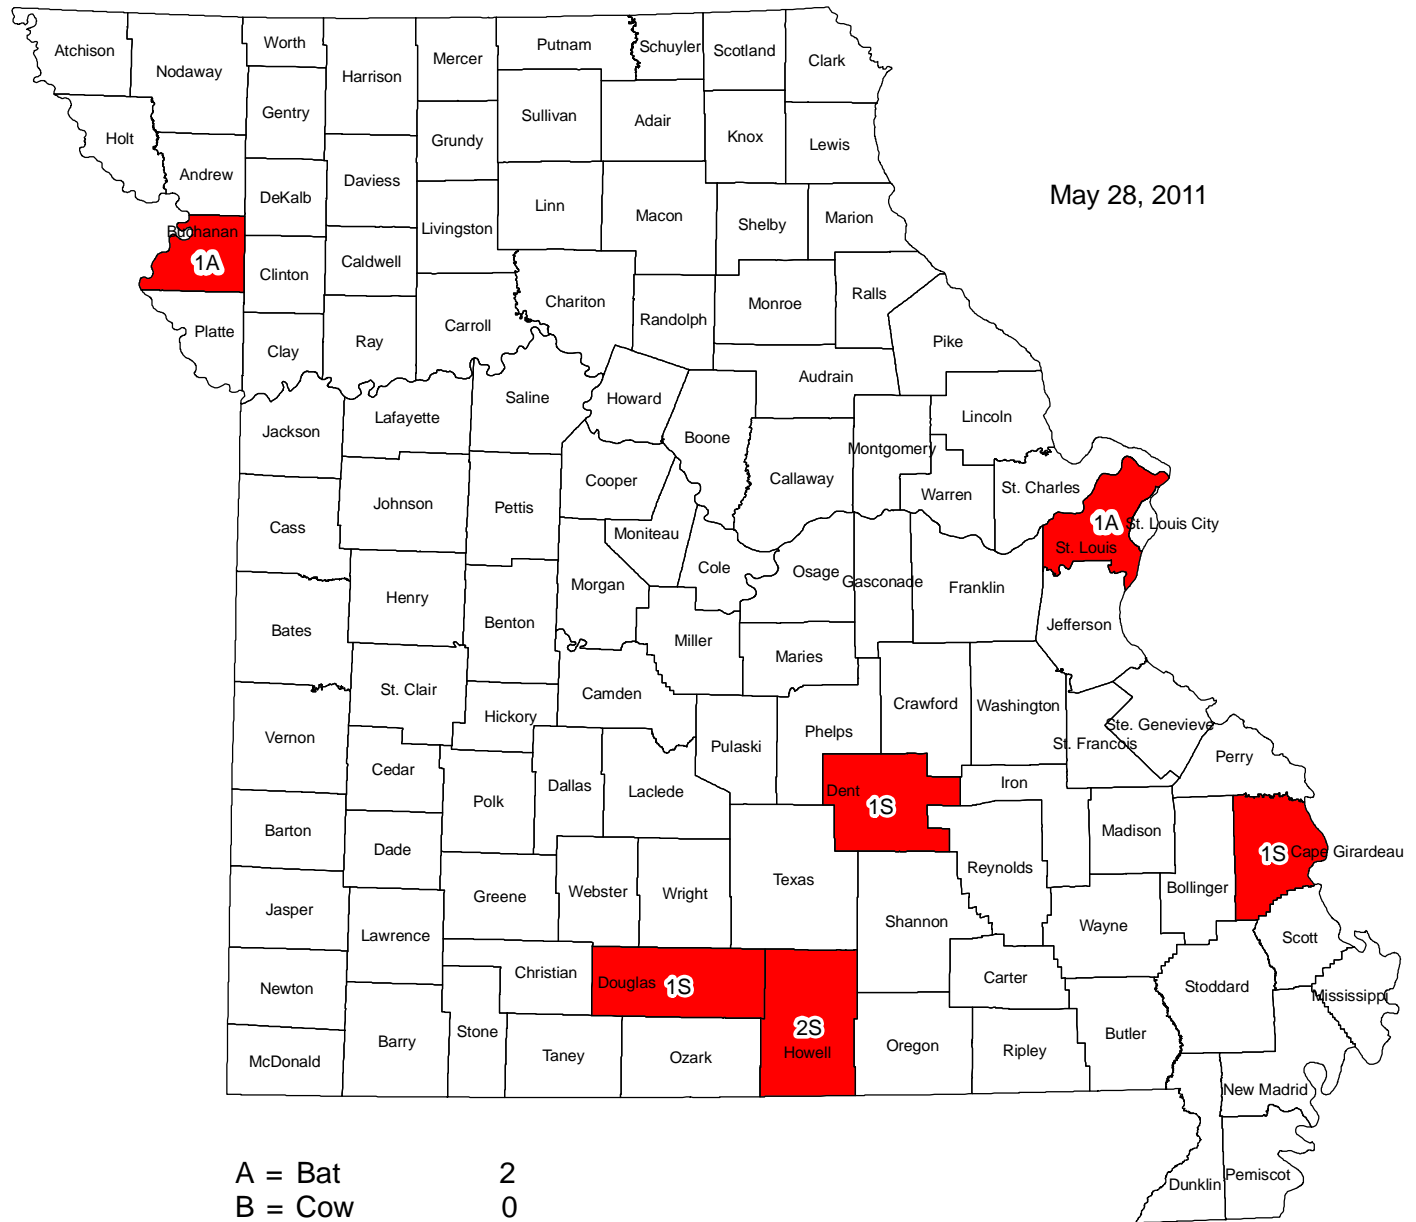 Atchison
Nodaway
Worth
Harrison
Mercer
Putnam
Schuyler
Scotland
Clark
Holt
Gentry
Grundy
Sullivan
Adair
Knox
Lewis
Andrew
DeKalb
Daviess
Livingston
Linn
Macon
Shelby
Marion
May 28, 2011
Buchanan
1A
Clinton
Caldwell
Chariton
Randolph
Monroe
Ralls
Pike
Platte
Clay
Ray
Carroll
Audrain
Saline
Howard
Lincoln
Jackson
Lafayette
Boone
Montgomery
Callaway
Cooper
Warren
St. Charles
Johnson
Pettis
Cass
Moniteau
1A
St. Louis City
St. Louis
Cole
Osage
Gasconade
Franklin
Morgan
Henry
Benton
Bates
Miller
Maries
Jefferson
St. Clair
Camden
Hickory
Crawford
Washington
Ste. Genevieve
St. Francois
Vernon
Pulaski
Phelps
Perry
Cedar
Polk
Dallas
Laclede
Dent
1S
Iron
Barton
Dade
Madison
1S
Cape Girardeau
Reynolds
Texas
Webster
Wright
Greene
Bollinger
Jasper
Lawrence
Shannon
Wayne
Scott
Christian
Douglas
1S
Carter
Newton
Stoddard
Mississippi
2S
Howell
Stone
Barry
Taney
Ozark
Oregon
Ripley
Butler
McDonald
New Madrid
Dunklin
Pemiscot
A = Bat 2
B = Cow 0